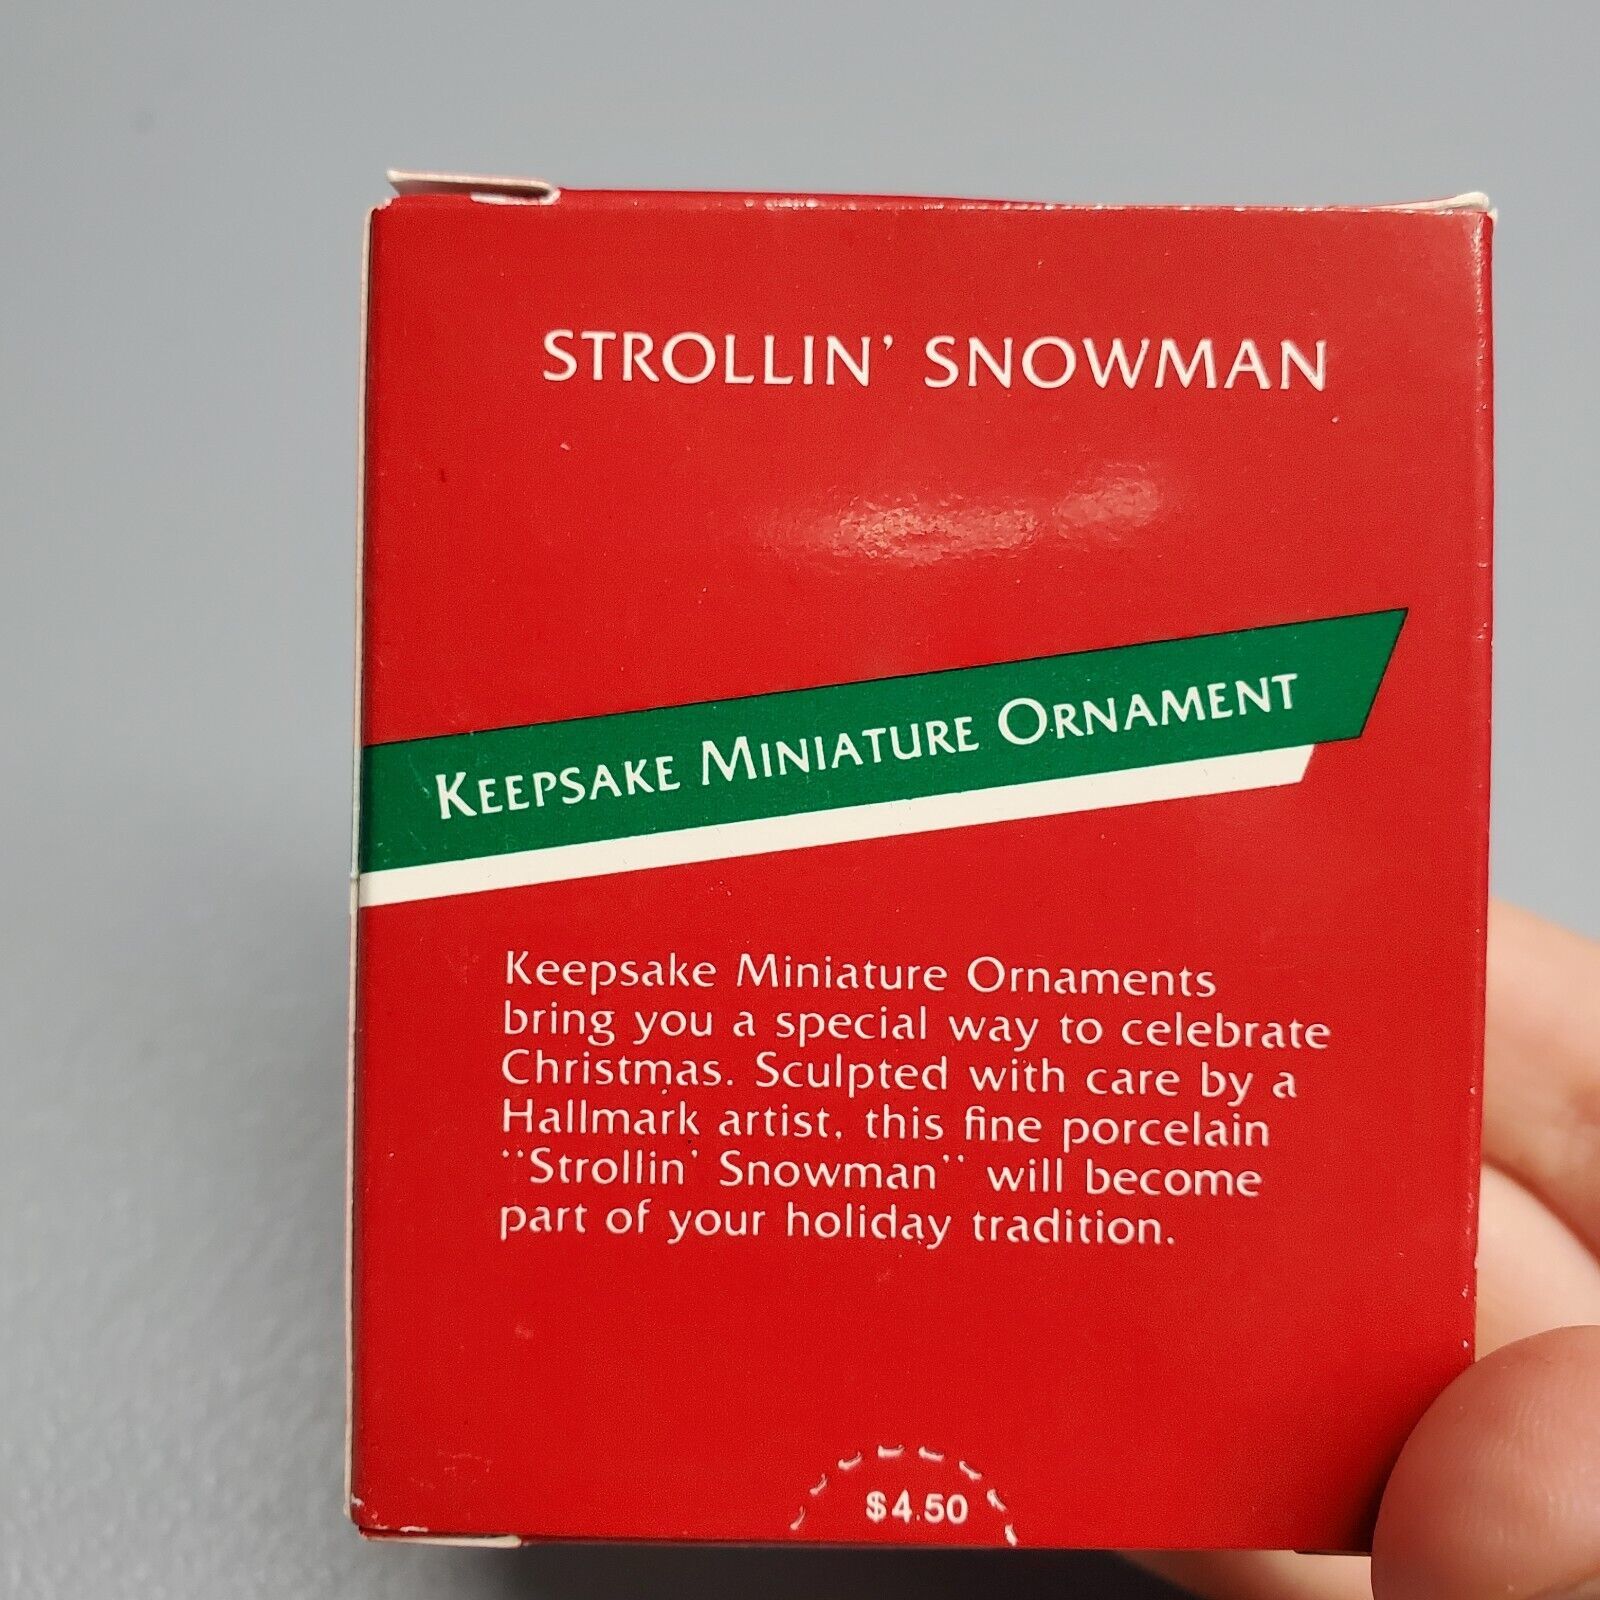 STROLLIN' SNOWMAN
KEEPSAKE MINIATURE ORNAMENT
Keepsake Miniature Ornaments
bring you a special way to celebrate
Christmas. Sculpted with care by a
Hallmark artist, this fine porcelain
"Strollin' Snowman" will become
part of your holiday tradition.
$4.50